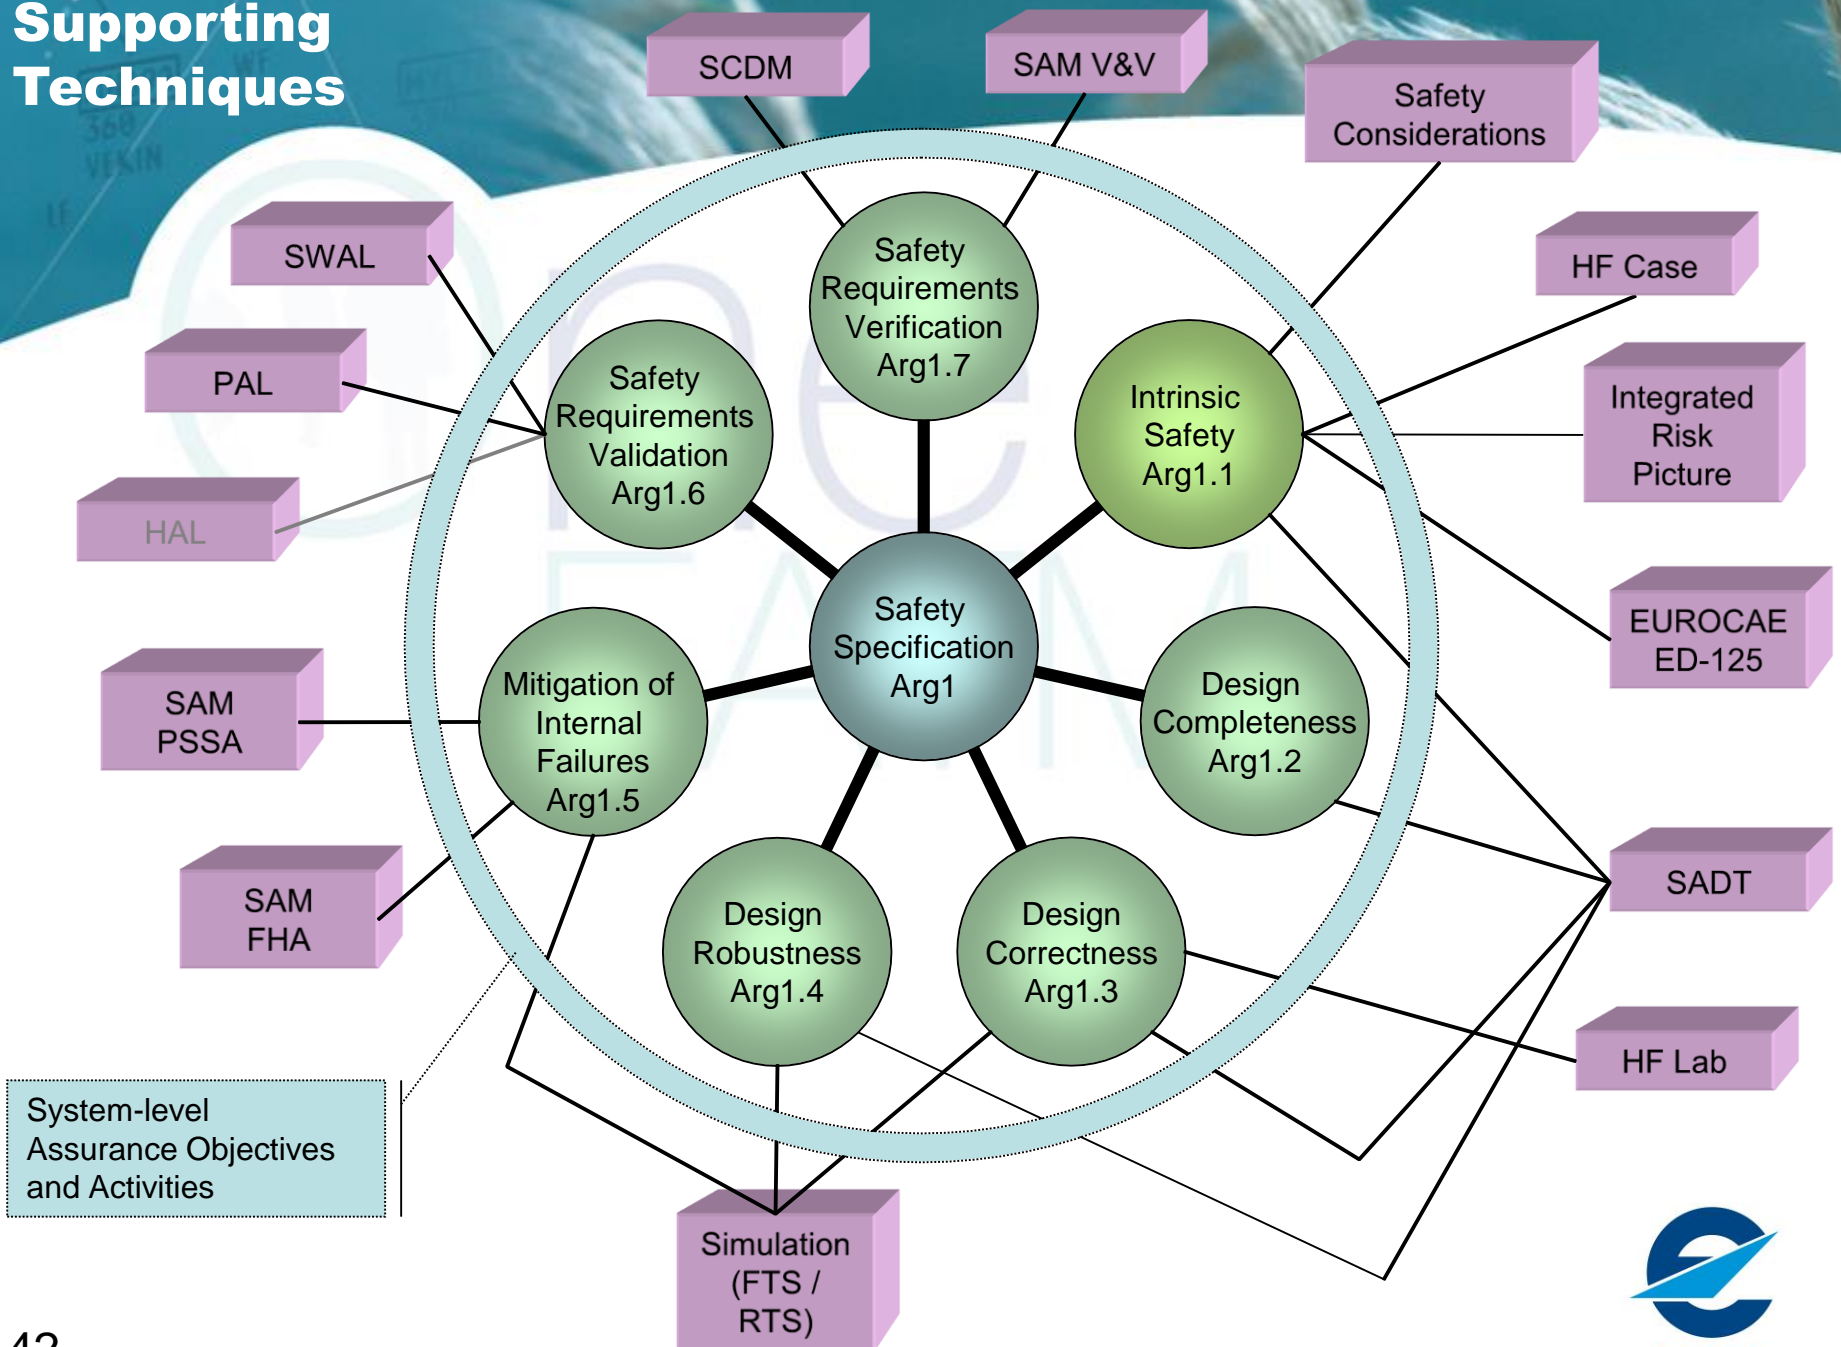 Supporting
Techniques
SCDM
SAM V&V
Safety
Considerations
SWAL
HF Case
PAL
Integrated
Risk
Picture
HAL
EUROCAE
ED-125
SAM
PSSA
SADT
SAM
FHA
HF Lab
Simulation
(FTS /
RTS)
Safety
Requirements
Verification
Arg1.7
Safety
Requirements
Validation
Arg1.6
Intrinsic
Safety
Arg1.1
Safety
Specification
Arg1
Mitigation of
Internal
Failures
Arg1.5
Design
Completeness
Arg1.2
Design
Robustness
Arg1.4
Design
Correctness
Arg1.3
System-level
Assurance Objectives
and Activities